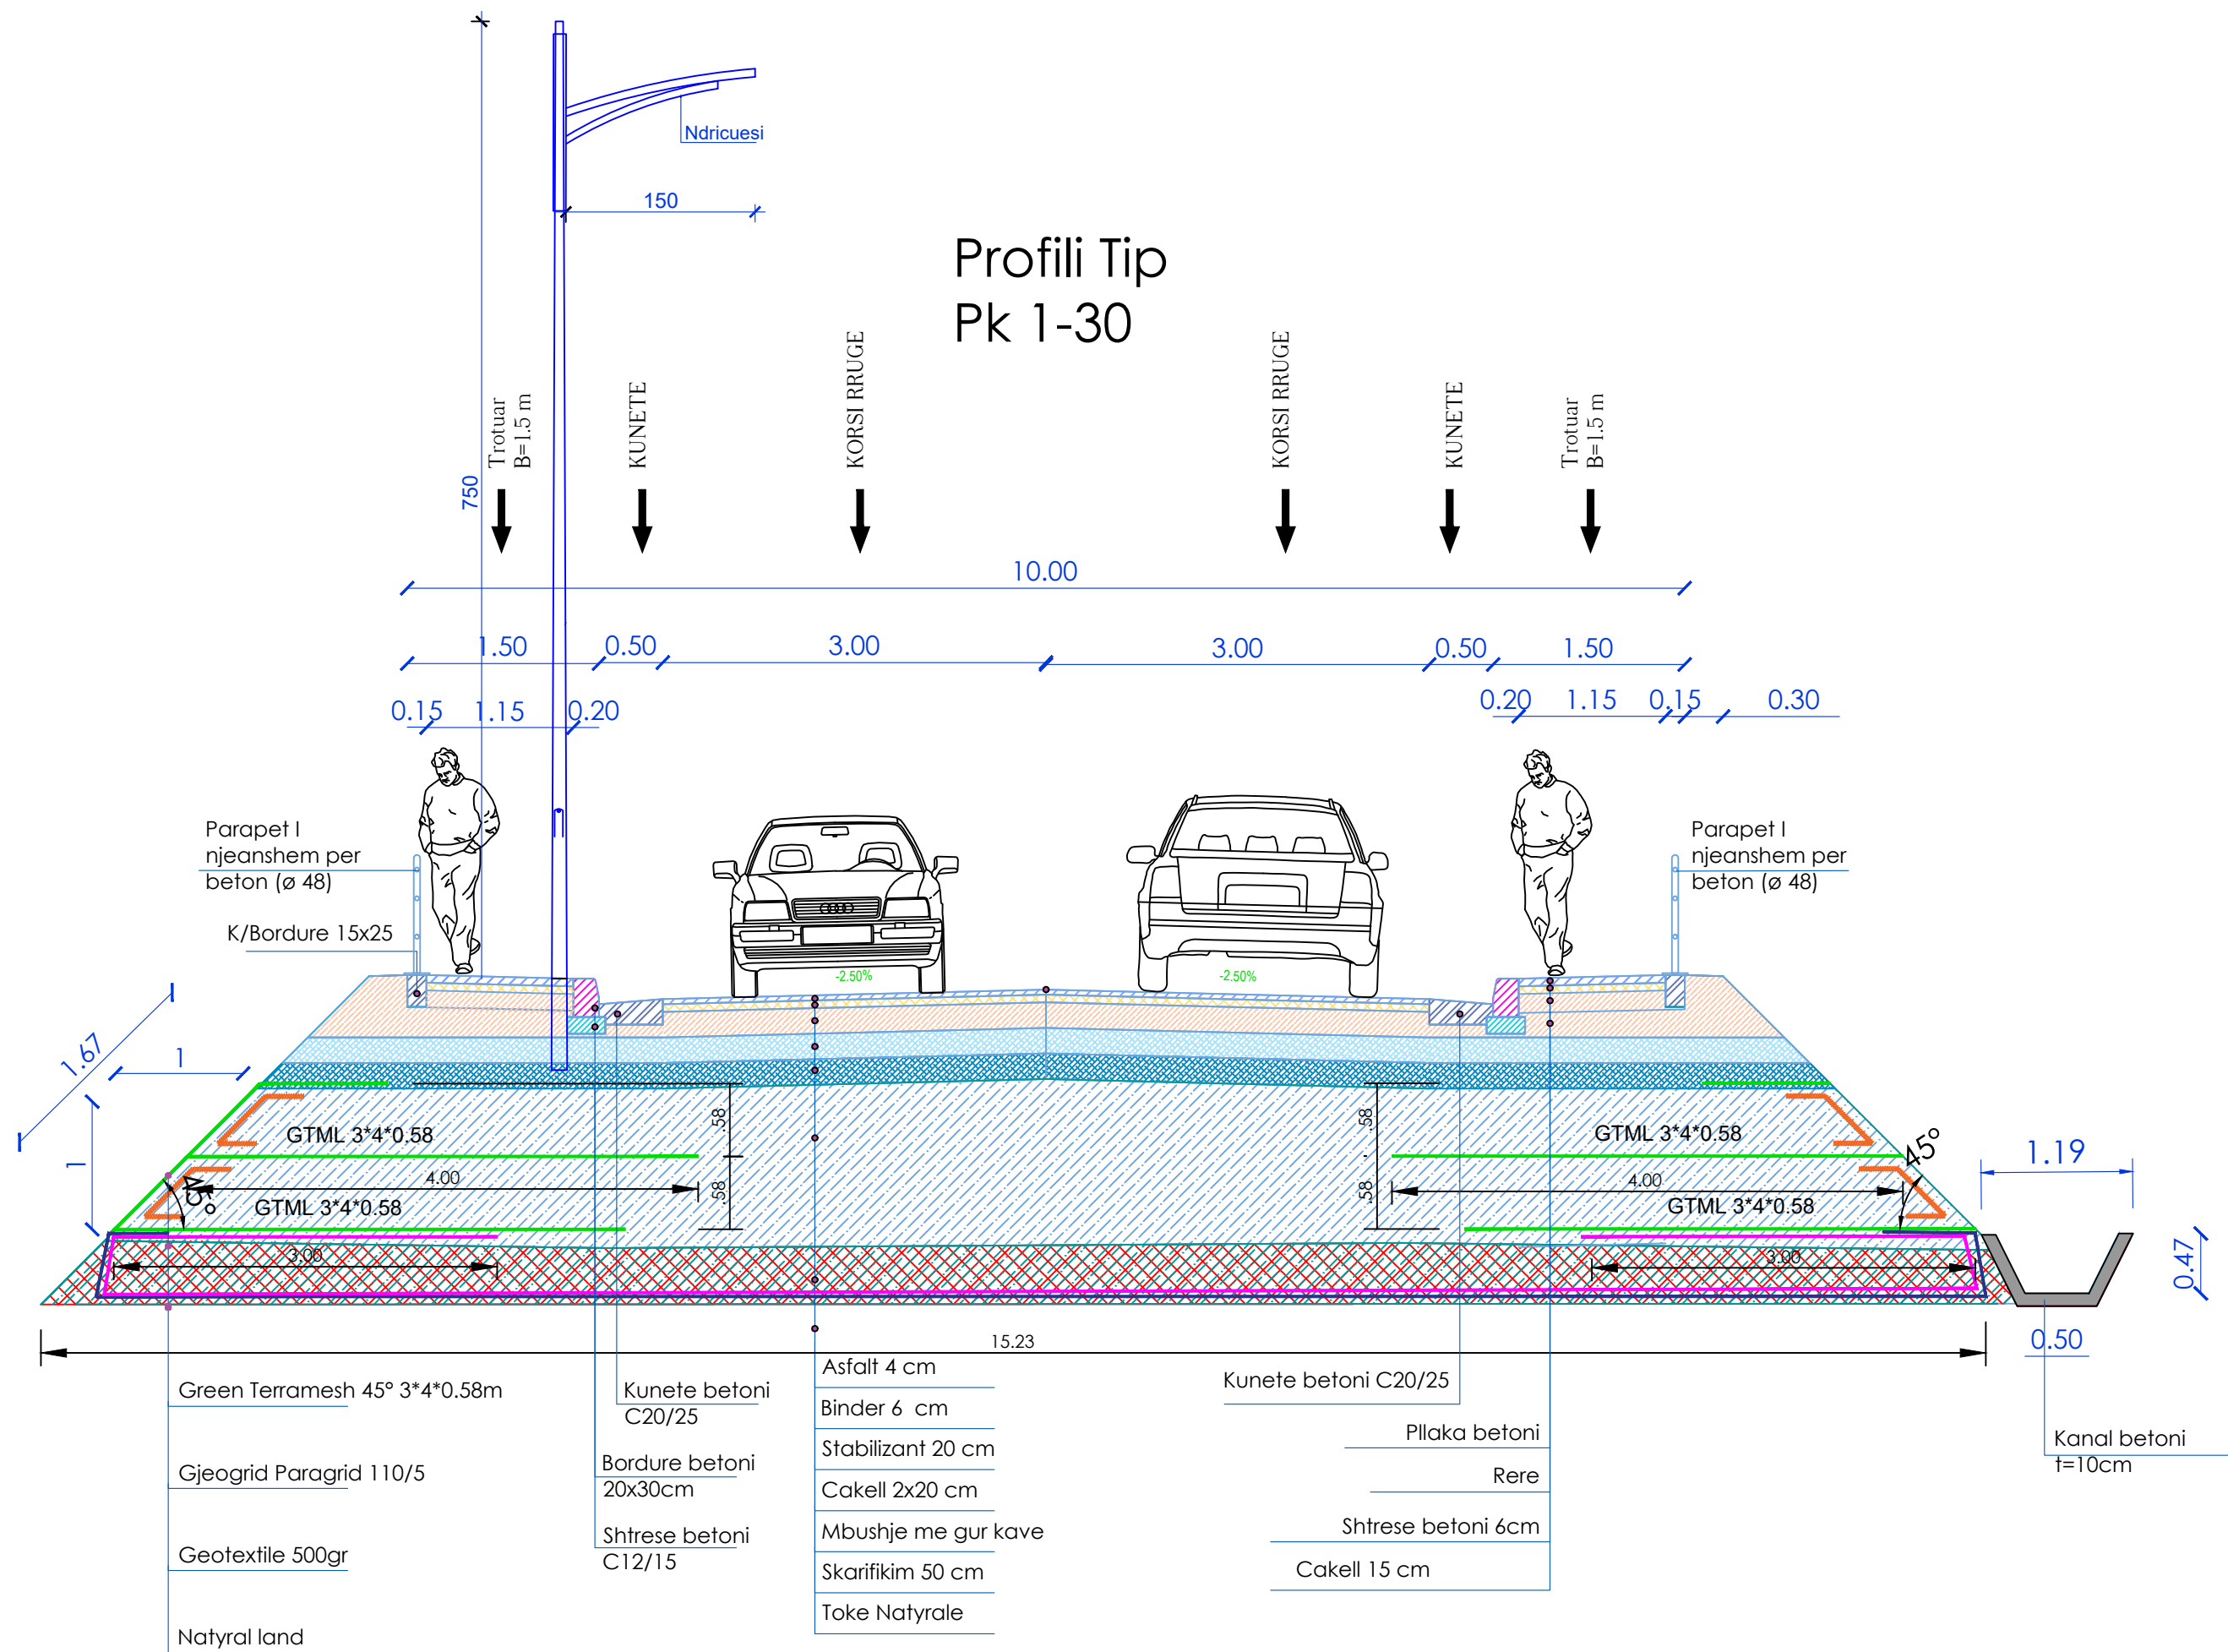 Ndricuesi
150
Profili Tip
Pk 1-30
750
Trotuar
B=1.5 m
KUNETE
KORSI RRUGE
KORSI RRUGE
KUNETE
Trotuar
B=1.5 m
10.00
1.50
0.50
3.00
3.00
0.50
1.50
0.15
1.15
0.20
0.20
1.15
0.15
0.30
Parapet I
njeanshem per
beton (ø 48)
K/Bordure 15x25
Parapet I
njeanshem per
beton (ø 48)
-2.50%
-2.50%
1.67
1
1
GTML 3*4*0.58
.58
.58
GTML 3*4*0.58
45°
1.19
45°
4.00
.58
.58
4.00
GTML 3*4*0.58
GTML 3*4*0.58
3.00
3.00
0.47
15.23
0.50
Green Terramesh 45° 3*4*0.58m
Gjeogrid Paragrid 110/5
Geotextile 500gr
Natyral land
Kunete betoni
C20/25
Bordure betoni
20x30cm
Shtrese betoni
C12/15
Asfalt 4 cm
Binder 6 cm
Stabilizant 20 cm
Cakell 2x20 cm
Mbushje me gur kave
Skarifikim 50 cm
Toke Natyrale
Kunete betoni C20/25
Pllaka betoni
Rere
Shtrese betoni 6cm
Cakell 15 cm
Kanal betoni
t=10cm